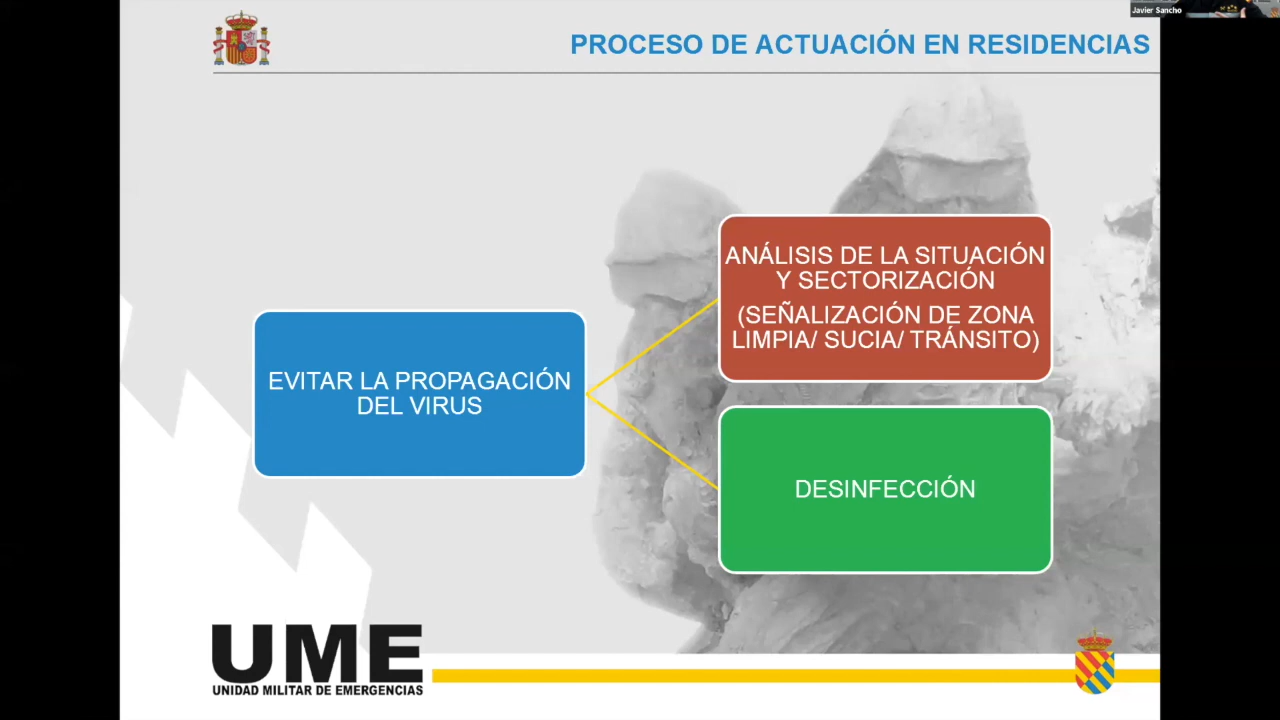 Javier Sancho
PROCESO DE ACTUACIÓN EN RESIDENCIAS
EVITAR LA PROPAGACIÓN
DEL VIRUS
ANÁLISIS DE LA SITUACIÓN
Y SECTORIZACIÓN
(SEÑALIZACIÓN DE ZONA
LIMPIA/ SUCIA/ TRÁNSITO)
DESINFECCIÓN
UME
UNIDAD MILITAR DE EMERGENCIAS